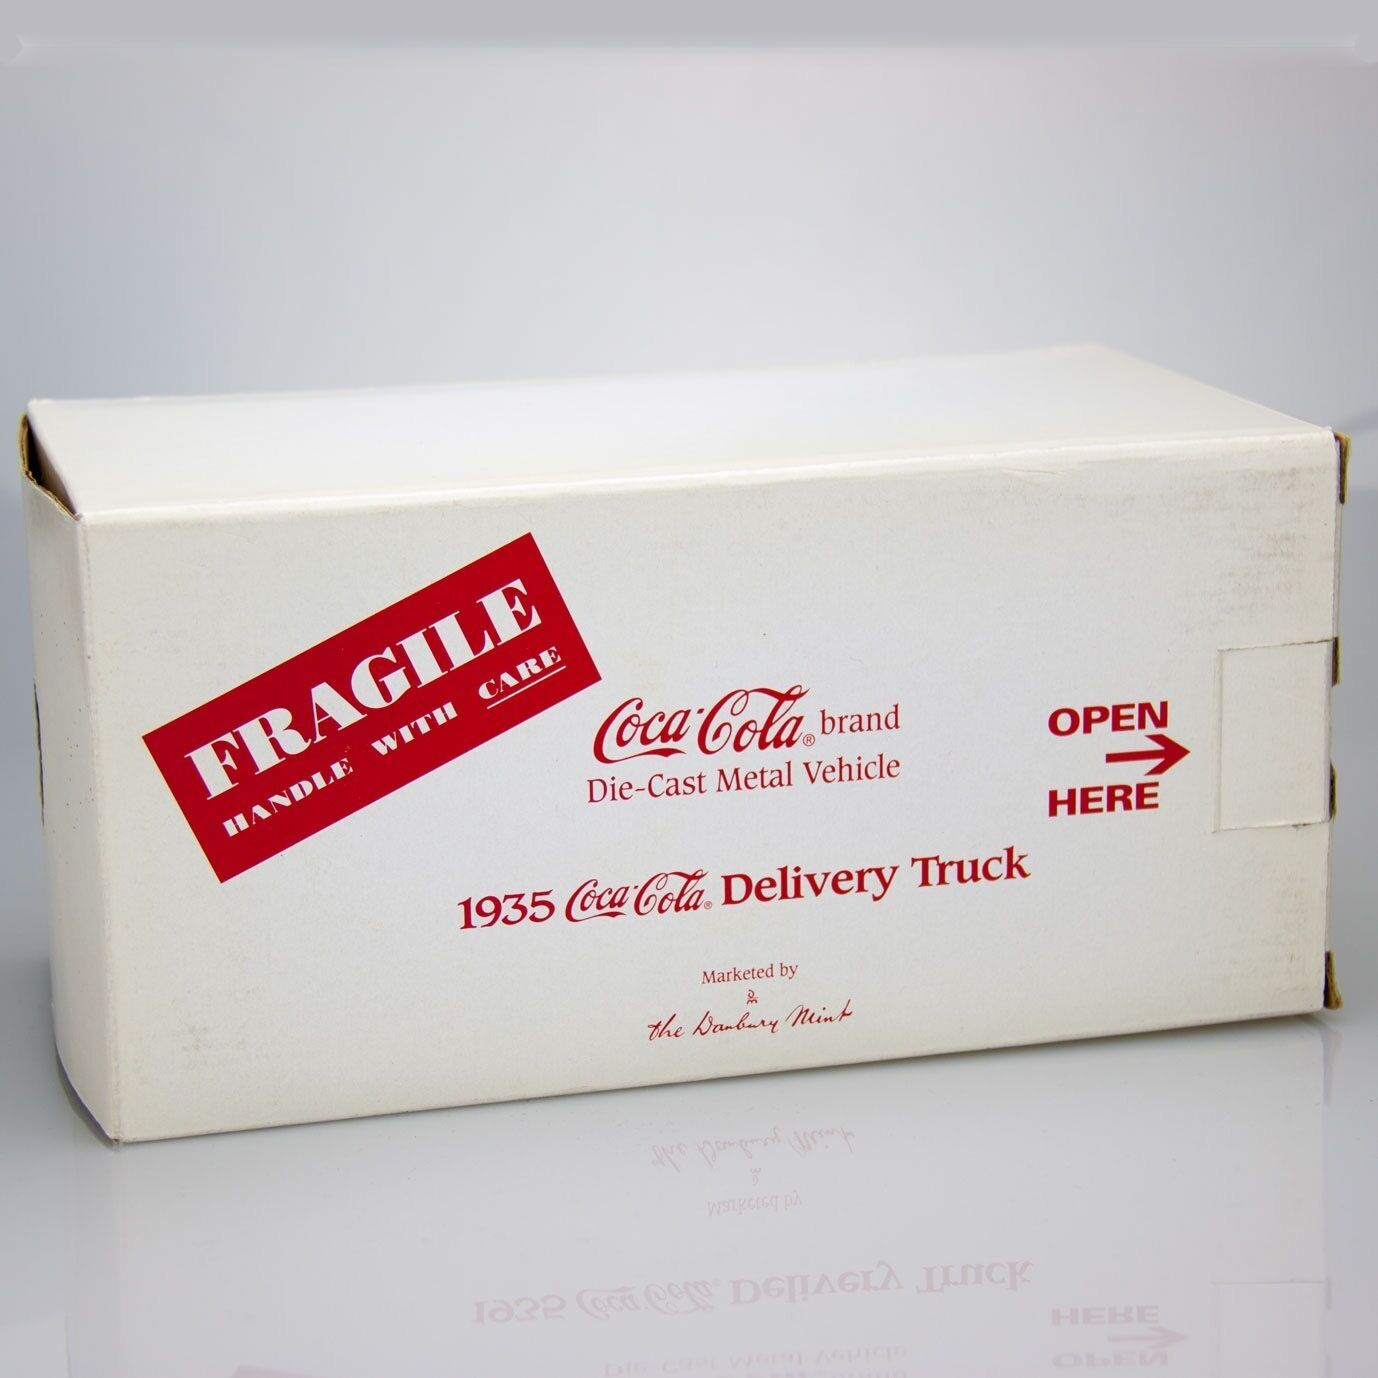 FRAGILE
HANDLE WITH CARE
Coca-Cola® brand
Die-Cast Metal Vehicle
OPEN
HERE
1935 Coca-Cola® Delivery Truck
Marketed by
the Danbury Mint